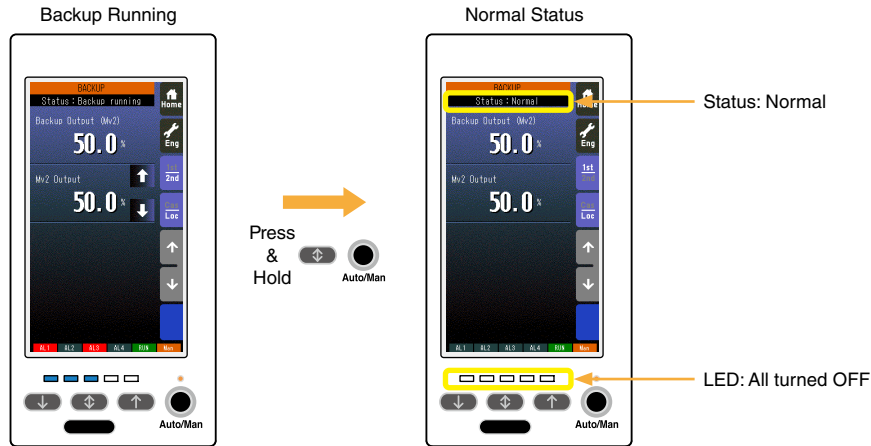 Backup Running
Normal Status
BACKUP
Status : Backup running
Home
Backup Output (Mv2)
Eng
50.0 %
1st
2nd
Mv2 Output
Cas
Loc
50.0 %
AL1 AL2 AL3 AL4 RUN Man
Auto/Man
Press
&
Hold
Auto/Man
BACKUP
Status : Normal
Home
Backup Output (Mv2)
Eng
50.0 %
1st
2nd
Mv2 Output
Cas
Loc
50.0 %
AL1 AL2 AL3 AL4 RUN Man
Auto/Man
Status: Normal
LED: All turned OFF